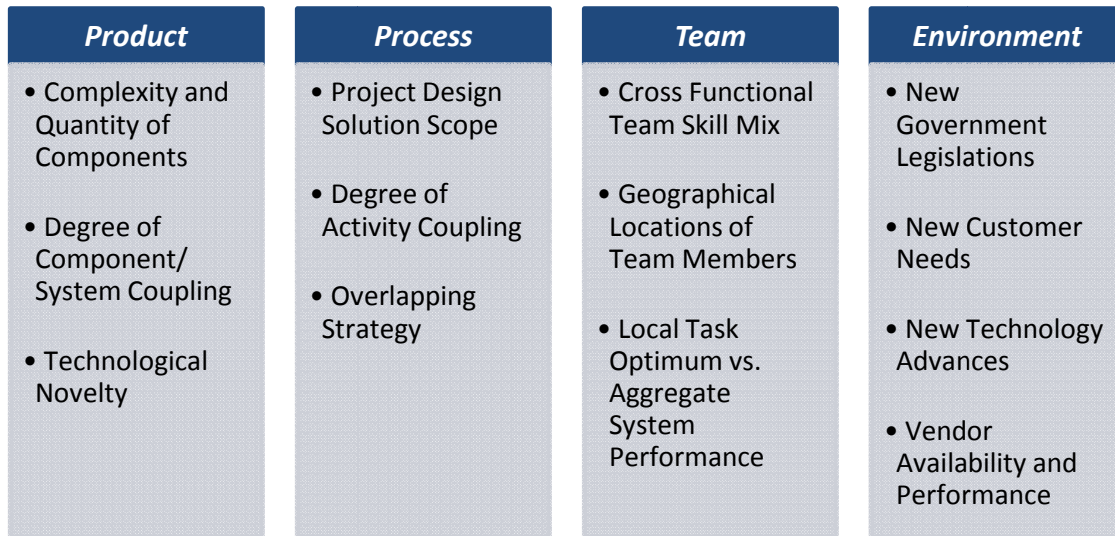 Product
• Complexity and
Quantity of
Components
• Degree of
Component/
System Coupling
• Technological
Novelty
Process
• Project Design
Solution Scope
• Degree of
Activity Coupling
• Overlapping
Strategy
Team
• Cross Functional
Team Skill Mix
• Geographical
Locations of
Team Members
• Local Task
Optimum vs.
Aggregate
System
Performance
Environment
• New
Government
Legislations
• New Customer
Needs
• New Technology
Advances
• Vendor
Availability and
Performance